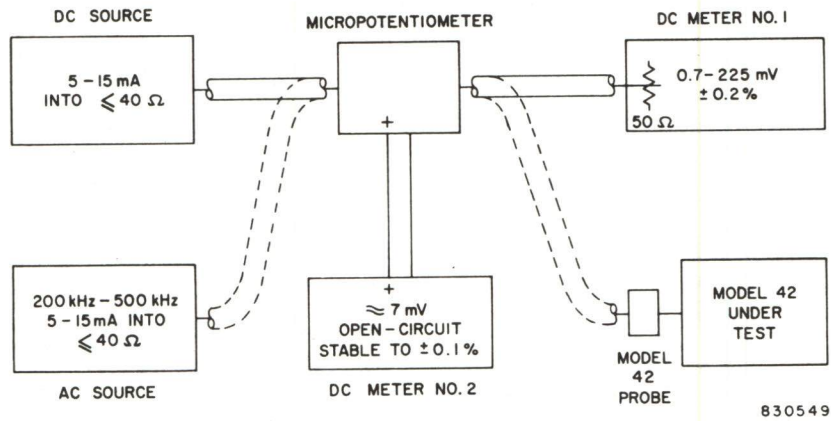 DC SOURCE
5-15 mA
INTO ≤ 40 Ω
MICROPOTENTIOMETER
+
DC METER NO. 1
0.7-225 mV
± 0.2%
50 Ω
200 kHz-500 kHz
5-15 mA INTO
≤ 40 Ω
AC SOURCE
+
≈ 7 mV
OPEN-CIRCUIT
STABLE TO ± 0.1%
DC METER NO. 2
MODEL
42
PROBE
MODEL 42
UNDER
TEST
830549